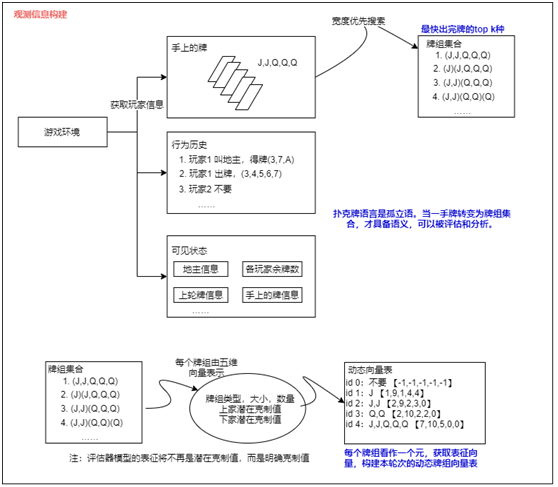 观测信息构建
手上的牌
J,J,Q,Q,Q
宽度优先搜索
最快出完牌的top k种
牌组集合
1. (J,J,Q,Q,Q)
2. (J)(J,Q,Q,Q)
3. (J,J)(Q,Q,Q)
4. (J,J)(Q,Q)(Q)
……
获取玩家信息
游戏环境
行为历史
1. 玩家1 叫地主，得牌(3,7,A)
2. 玩家1 出牌，(3,4,5,6,7)
3. 玩家2 不要
……
扑克牌语言是孤立语。当一手牌转变为牌组集
合，才具备语义，可以被评估和分析。
可见状态
地主信息
各玩家余牌数
上轮牌信息
手上的牌信息
……
牌组集合
1. (J,J,Q,Q,Q)
2. (J)(J,Q,Q,Q)
3. (J,J)(Q,Q,Q)
4. (J,J)(Q,Q)(Q)
……
每个牌组由五维
向量表示
牌组类型，大小，数量
上家潜在克制值
下家潜在克制值
动态向量表
id 0：不要 【-1,-1,-1,-1,-1】
id 1：J 【1,9,1,4,4】
id 2：J,J 【2,9,2,3,0】
id 3：Q,Q 【2,10,2,2,0】
id 4：J,J,Q,Q,Q 【7,10,5,0,0】
……
每个牌组看作一个元，获取表征向
量，构建本轮次的动态牌组向量表
注：评估器模型的表征将不再是潜在克制值，而是明确克制值